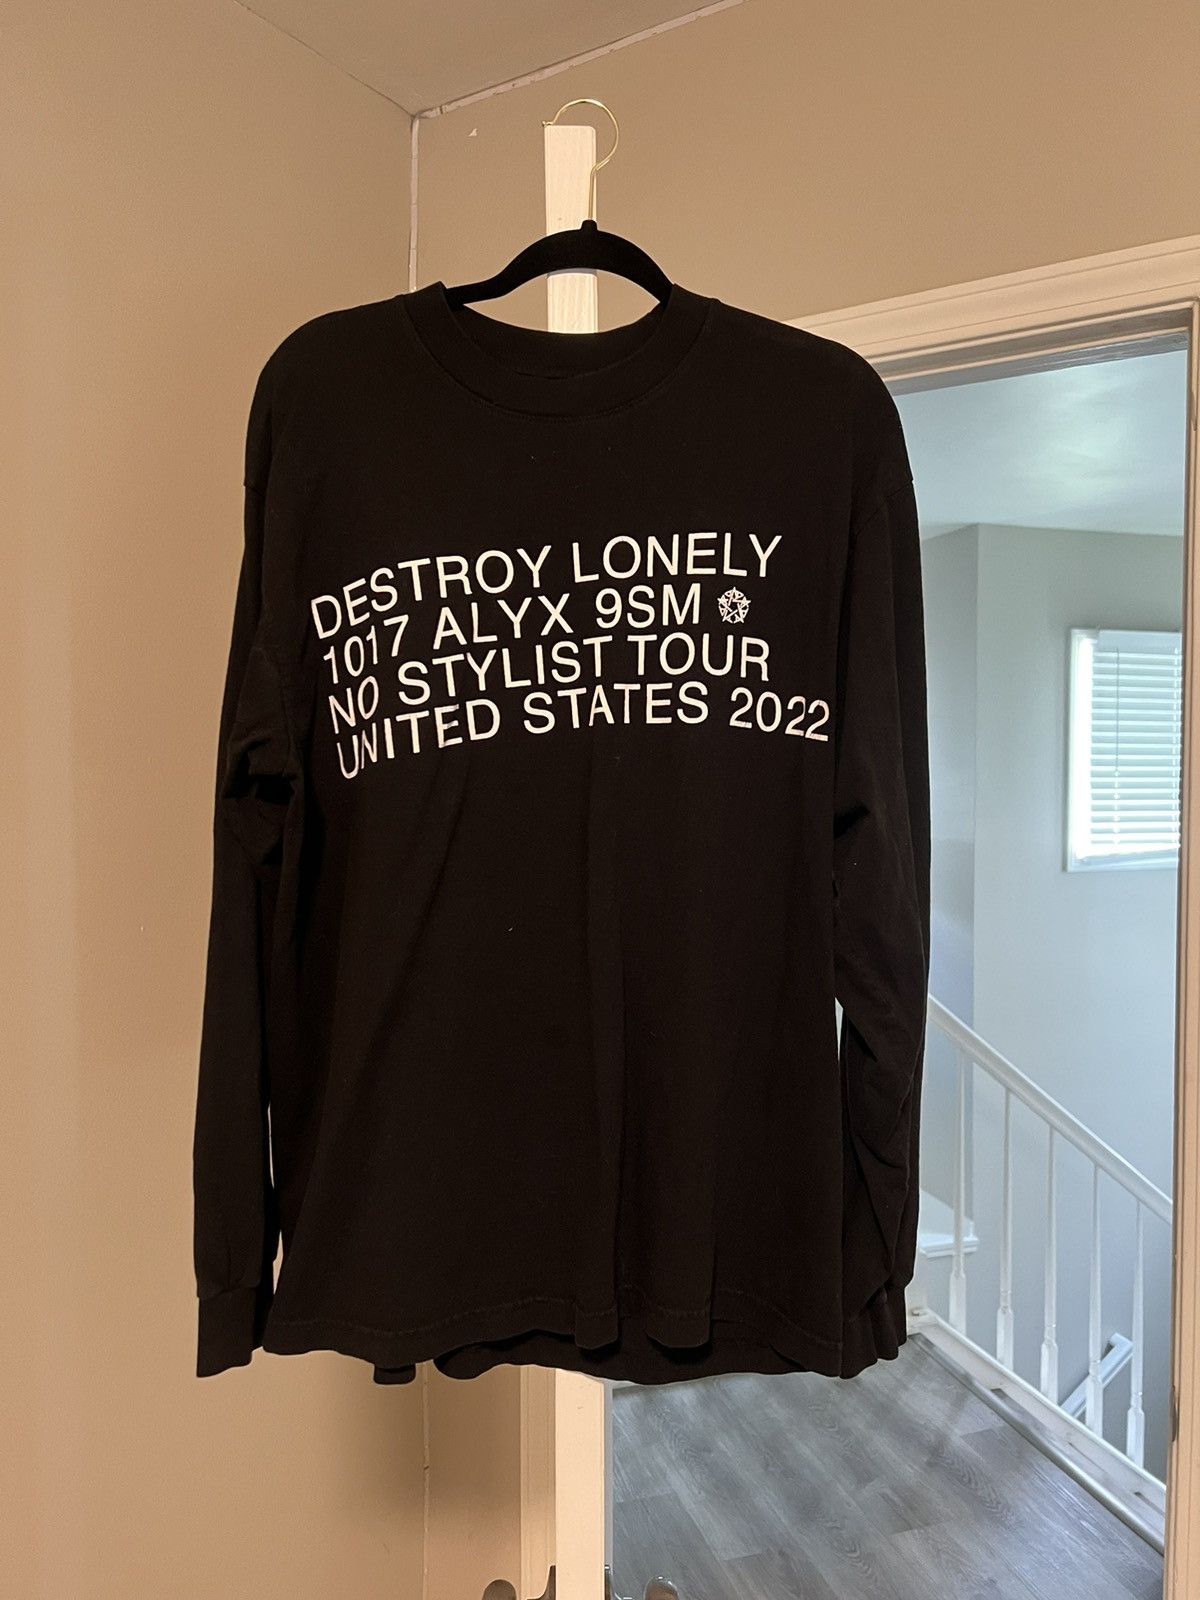 DESTROY LONELY
1017 ALYX 9SM
NO STYLIST TOUR
UNITED STATES 2022